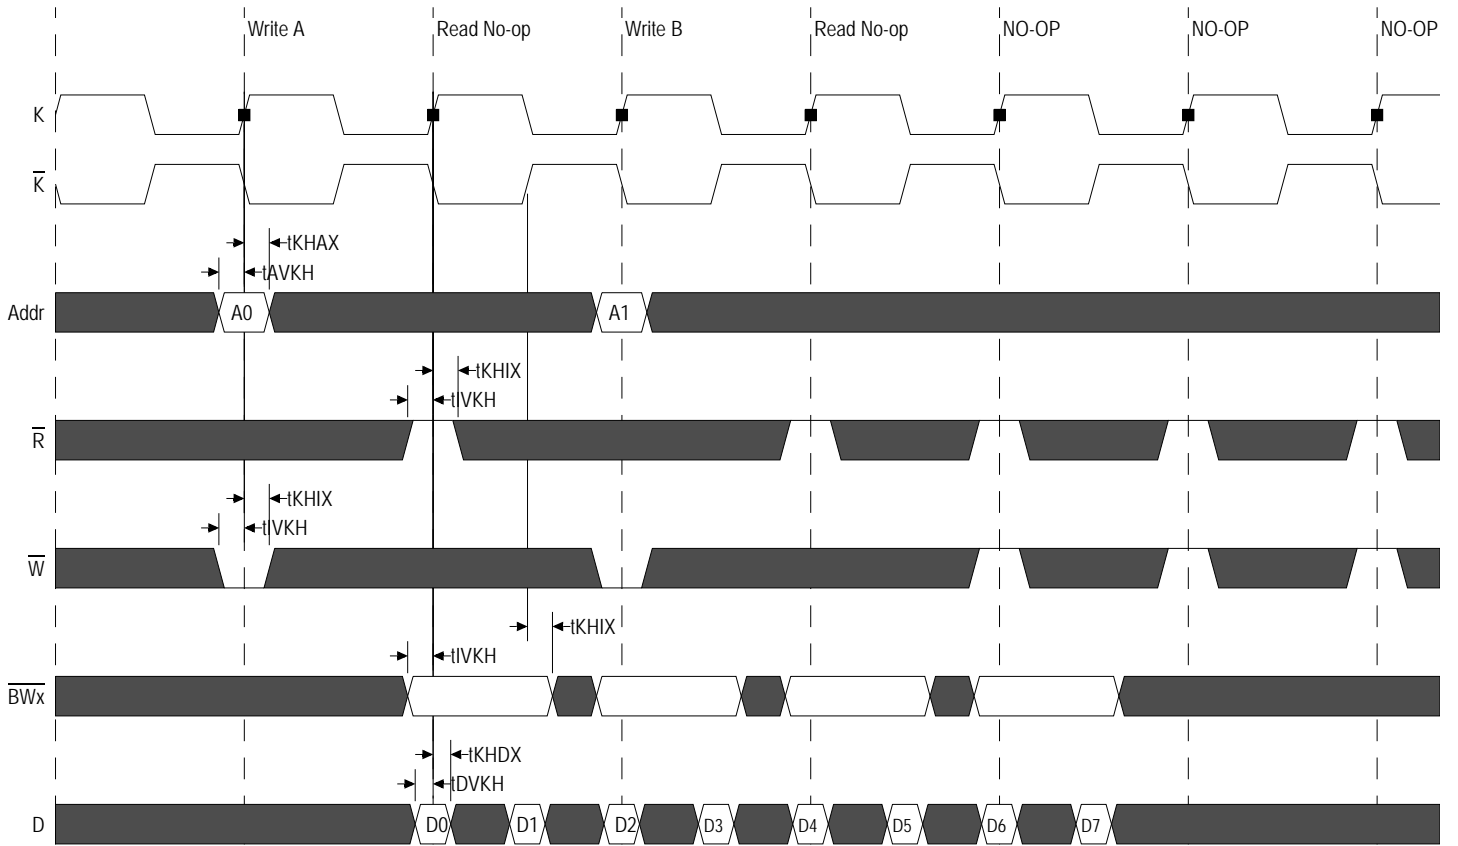 Write A Read No-op Write B Read No-op NO-OP NO-OP NO-OP
K
K̅
tKHAX
tAVKH
Addr A0 A1
tKHIX
tIVKH
R̅
tKHIX
tIVKH
W̅
tKHIX
tIVKH
B̅W̅x̅
tKHDX
tDVKH
D D0 D1 D2 D3 D4 D5 D6 D7